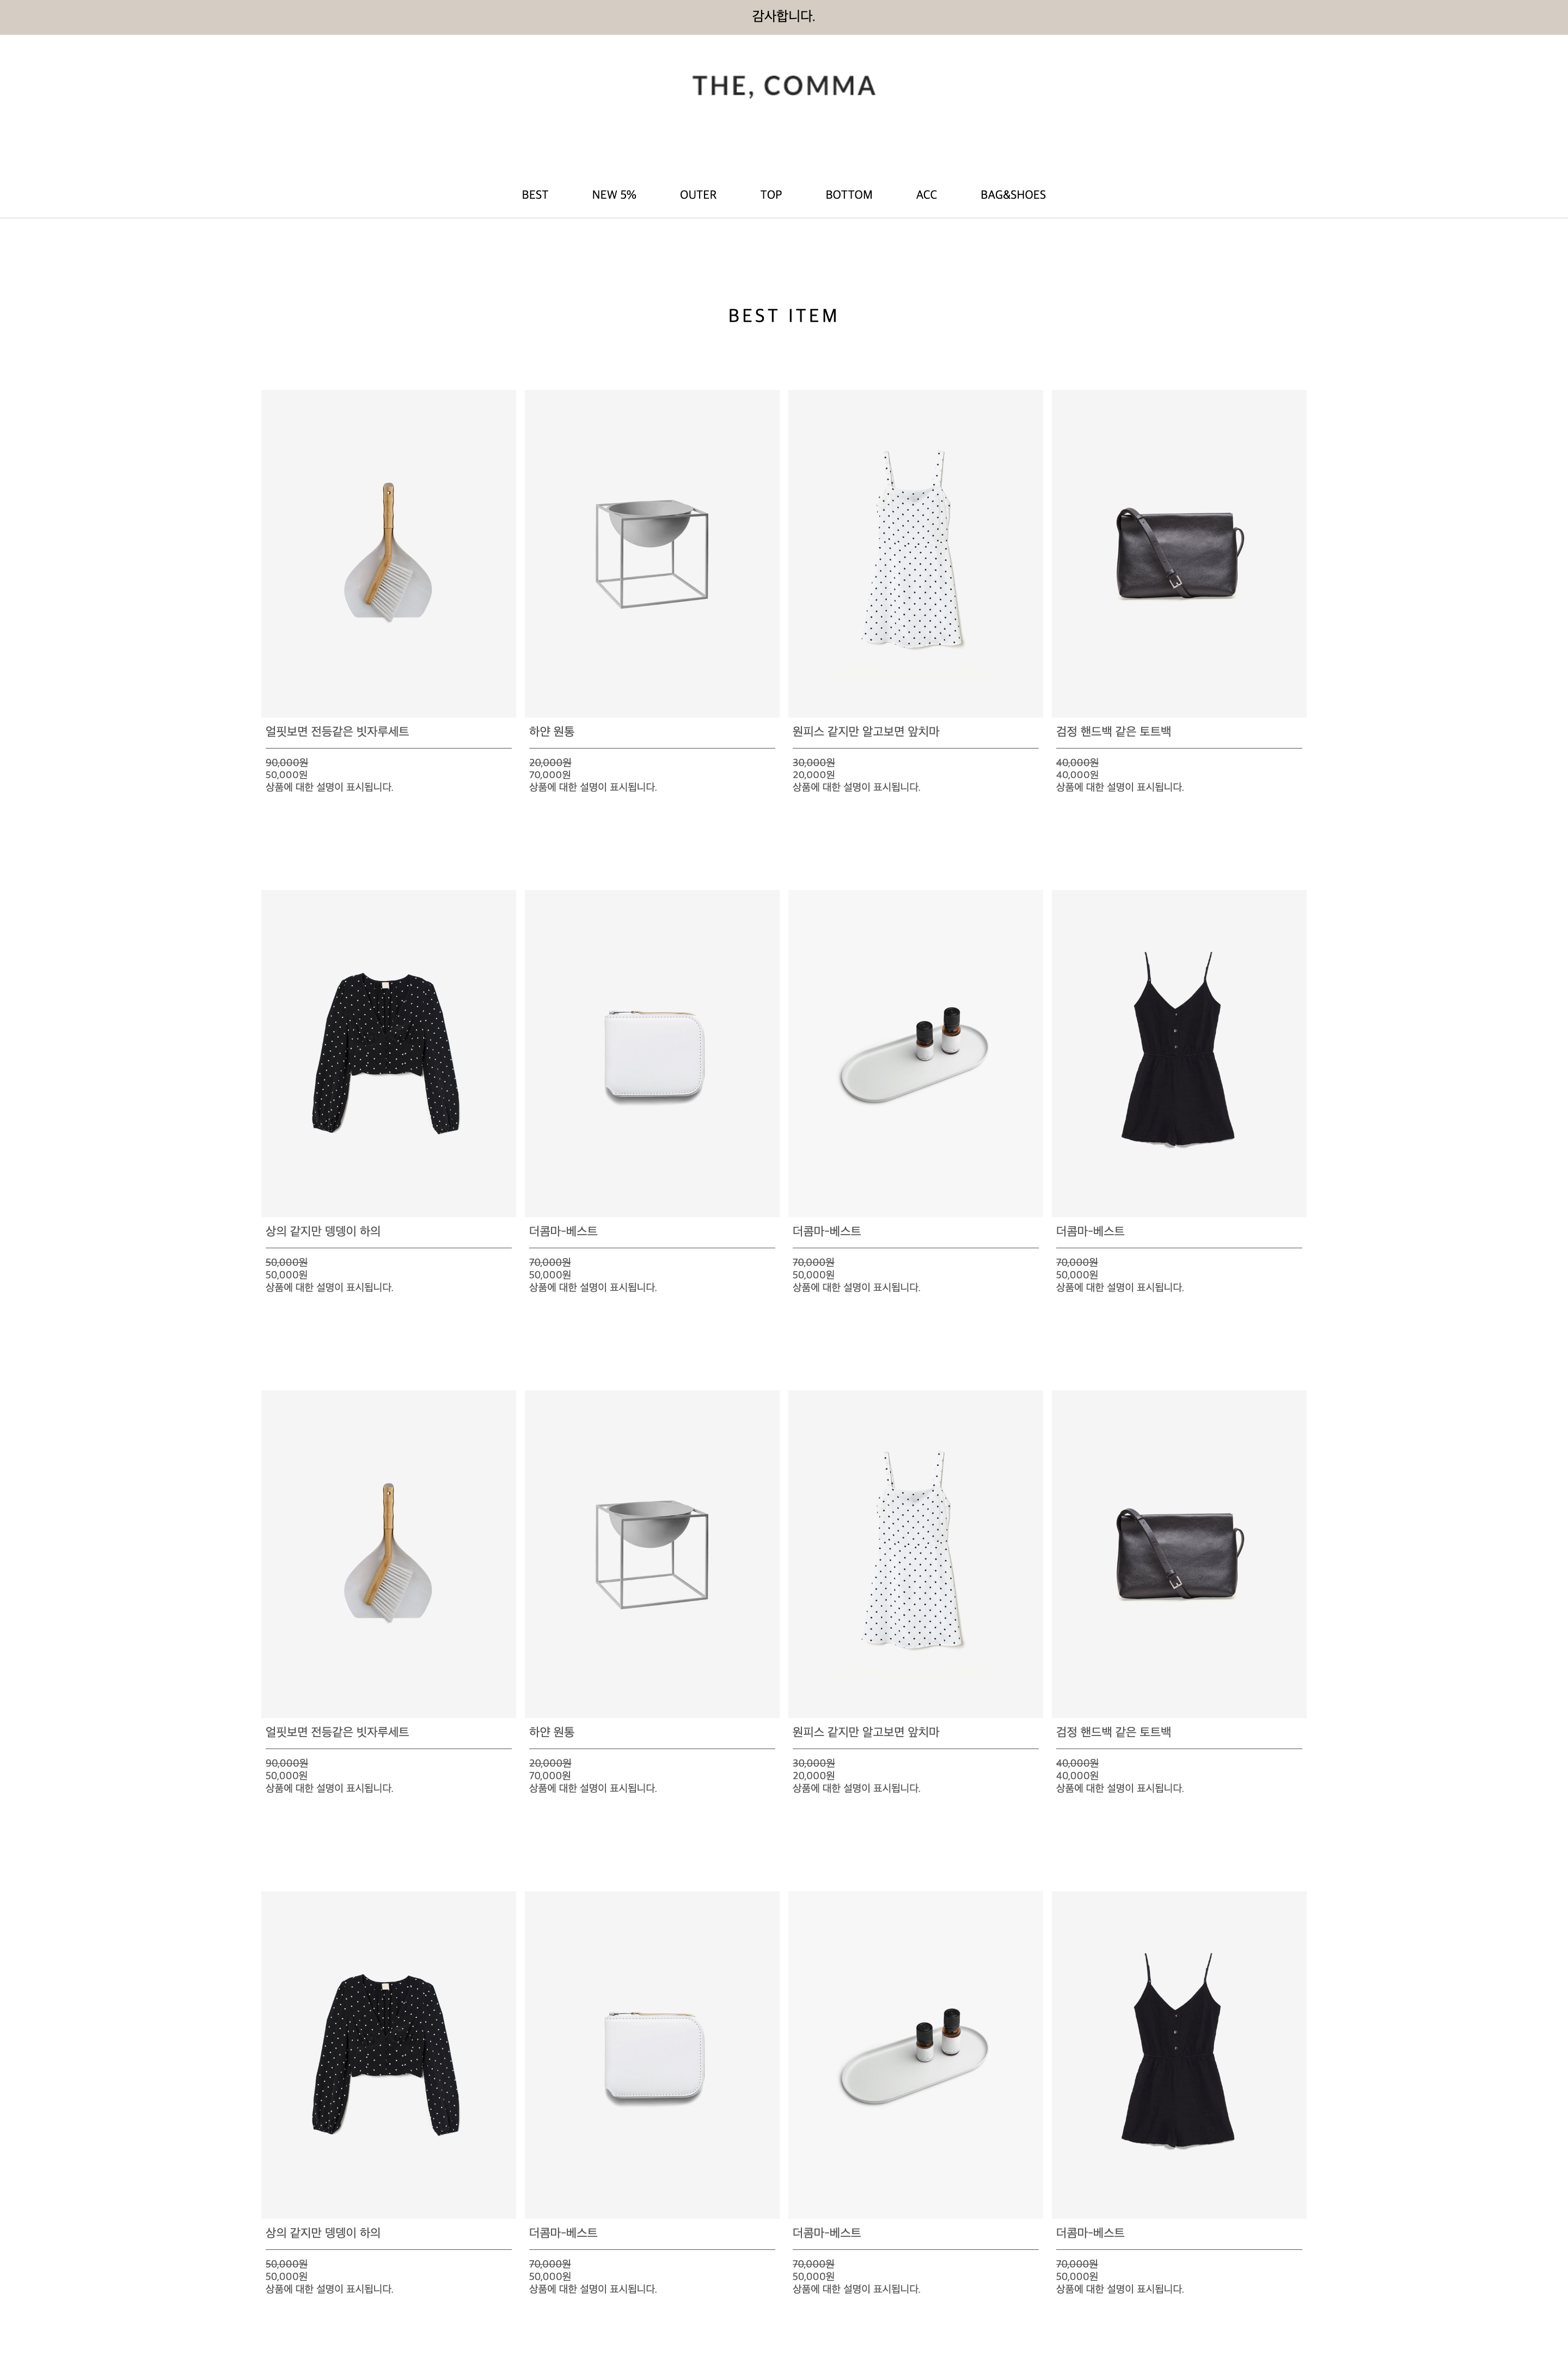 감사합니다.
THE, COMMA
BEST NEW 5% OUTER TOP BOTTOM ACC BAG&SHOES
BEST ITEM
얼핏보면 전등같은 빗자루세트
90,000원
50,000원
상품에 대한 설명이 표시됩니다.
하얀 원통
20,000원
70,000원
상품에 대한 설명이 표시됩니다.
원피스 같지만 알고보면 앞치마
30,000원
20,000원
상품에 대한 설명이 표시됩니다.
검정 핸드백 같은 토트백
40,000원
40,000원
상품에 대한 설명이 표시됩니다.
상의 같지만 뎅뎅이 하의
50,000원
50,000원
상품에 대한 설명이 표시됩니다.
더콤마-베스트
70,000원
50,000원
상품에 대한 설명이 표시됩니다.
더콤마-베스트
70,000원
50,000원
상품에 대한 설명이 표시됩니다.
더콤마-베스트
70,000원
50,000원
상품에 대한 설명이 표시됩니다.
얼핏보면 전등같은 빗자루세트
90,000원
50,000원
상품에 대한 설명이 표시됩니다.
하얀 원통
20,000원
70,000원
상품에 대한 설명이 표시됩니다.
원피스 같지만 알고보면 앞치마
30,000원
20,000원
상품에 대한 설명이 표시됩니다.
검정 핸드백 같은 토트백
40,000원
40,000원
상품에 대한 설명이 표시됩니다.
상의 같지만 뎅뎅이 하의
50,000원
50,000원
상품에 대한 설명이 표시됩니다.
더콤마-베스트
70,000원
50,000원
상품에 대한 설명이 표시됩니다.
더콤마-베스트
70,000원
50,000원
상품에 대한 설명이 표시됩니다.
더콤마-베스트
70,000원
50,000원
상품에 대한 설명이 표시됩니다.